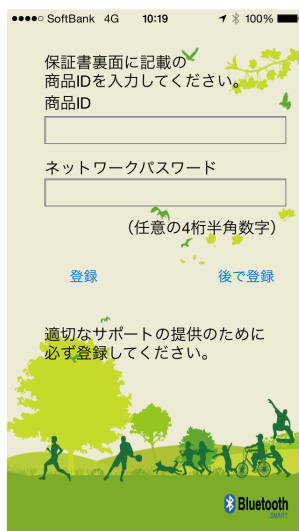 SoftBank 4G 10:19 100%
保証書裏面に記載の
商品IDを入力してください。
商品ID
ネットワークパスワード
(任意の4桁半角数字)
登録 後で登録
適切なサポートの提供のために
必ず登録してください。
Bluetooth
SMART